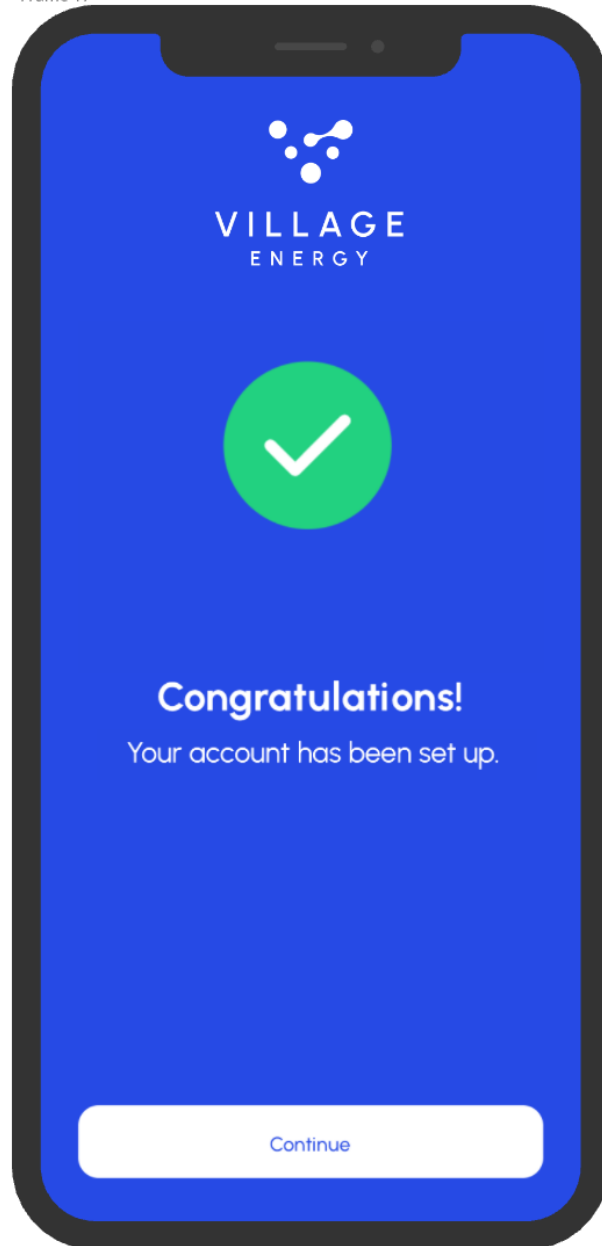 VILLAGE
ENERGY
Congratulations!
Your account has been set up.
Continue